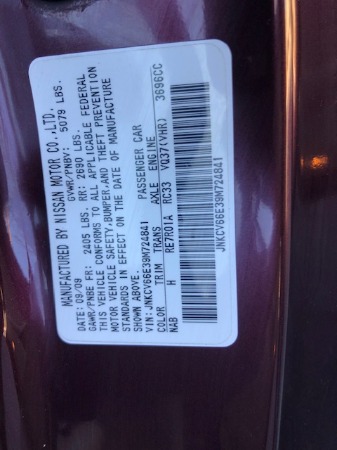 MANUFACTURED BY NISSAN MOTOR CO.,LTD.
DATE: 09/09 GVWR/PNBV: 5079 LBS.
GAWR/PNBE FR: 2405 LBS. RR: 2690 LBS.
THIS VEHICLE CONFORMS TO ALL APPLICABLE FEDERAL
MOTOR VEHICLE SAFETY,BUMPER,AND THEFT PREVENTION
STANDARDS IN EFFECT ON THE DATE OF MANUFACTURE
SHOWN ABOVE.
VIN: JNKCV66E39M724841 PASSENGER CAR
COLOR TRIM TRANS AXLE ENGINE 3696CC
NAB H RE7R01A RC33 VQ37(VHR)
JNKCV66E39M724841